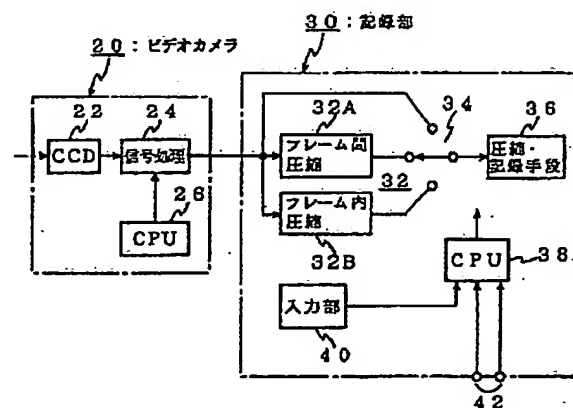 20：ビデオカメラ
30：記録部
22
24
CCD
信号処理
26
CPU
32A
フレーム間
圧縮
32
フレーム内
圧縮
32B
34
36
圧縮・
記録手段
CPU
38
入力部
40
42